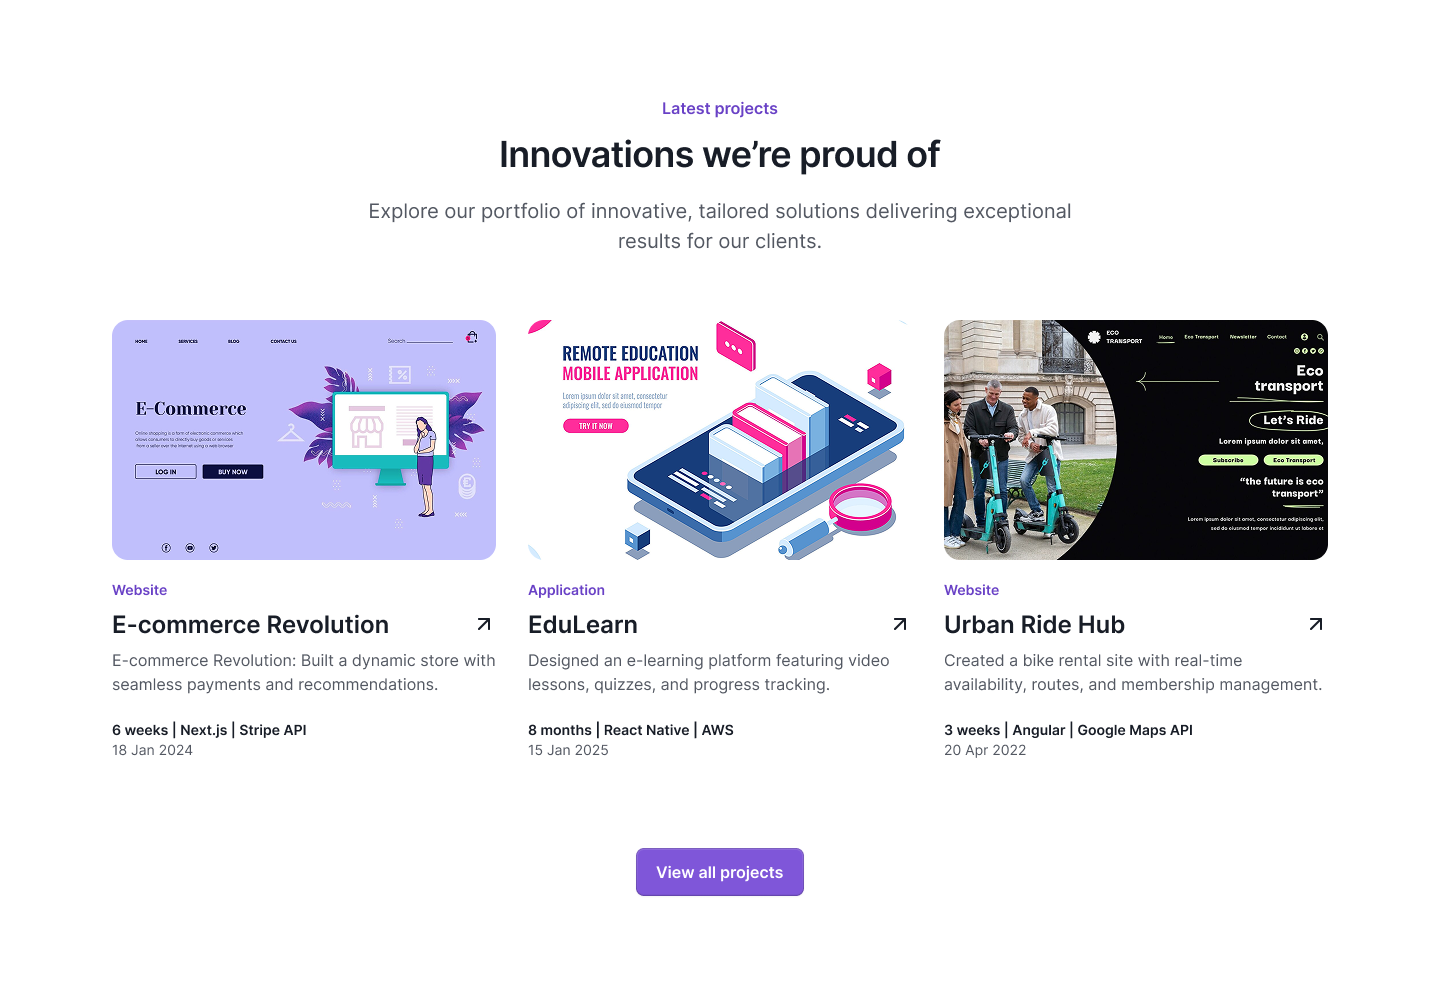 Latest projects
Innovations we’re proud of
Explore our portfolio of innovative, tailored solutions delivering exceptional
results for our clients.
HOME SERVICES BLOG CONTACT US Search
E-Commerce
Online shopping is a form of electronic commerce which
allows consumers to directly buy goods or services
from a seller over the Internet using a web browser
LOG IN BUY NOW
REMOTE EDUCATION
MOBILE APPLICATION
Lorem ipsum dolor sit amet, consectetur
adipiscing elit, sed do eiusmod tempor
TRY IT NOW
ECO
TRANSPORT
Home Eco Transport Newsletter Contact
Eco
transport
Let’s Ride
Lorem ipsum dolor sit amet,
Subscribe Eco Transport
“the future is eco
transport”
Lorem ipsum dolor sit amet, consectetur adipiscing elit,
sed do eiusmod tempor incididunt ut labore et
Website
E-commerce Revolution
E-commerce Revolution: Built a dynamic store with
seamless payments and recommendations.
6 weeks | Next.js | Stripe API
18 Jan 2024
Application
EduLearn
Designed an e-learning platform featuring video
lessons, quizzes, and progress tracking.
8 months | React Native | AWS
15 Jan 2025
Website
Urban Ride Hub
Created a bike rental site with real-time
availability, routes, and membership management.
3 weeks | Angular | Google Maps API
20 Apr 2022
View all projects